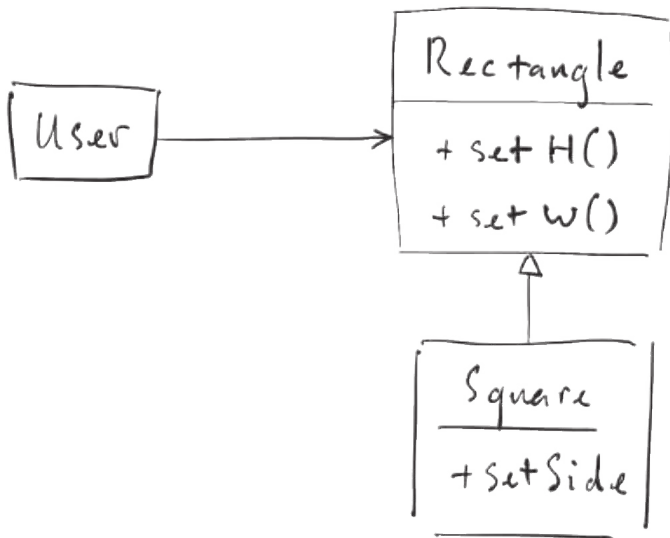 User
Rectangle
+ set H()
+ set W()
Square
+ setSide